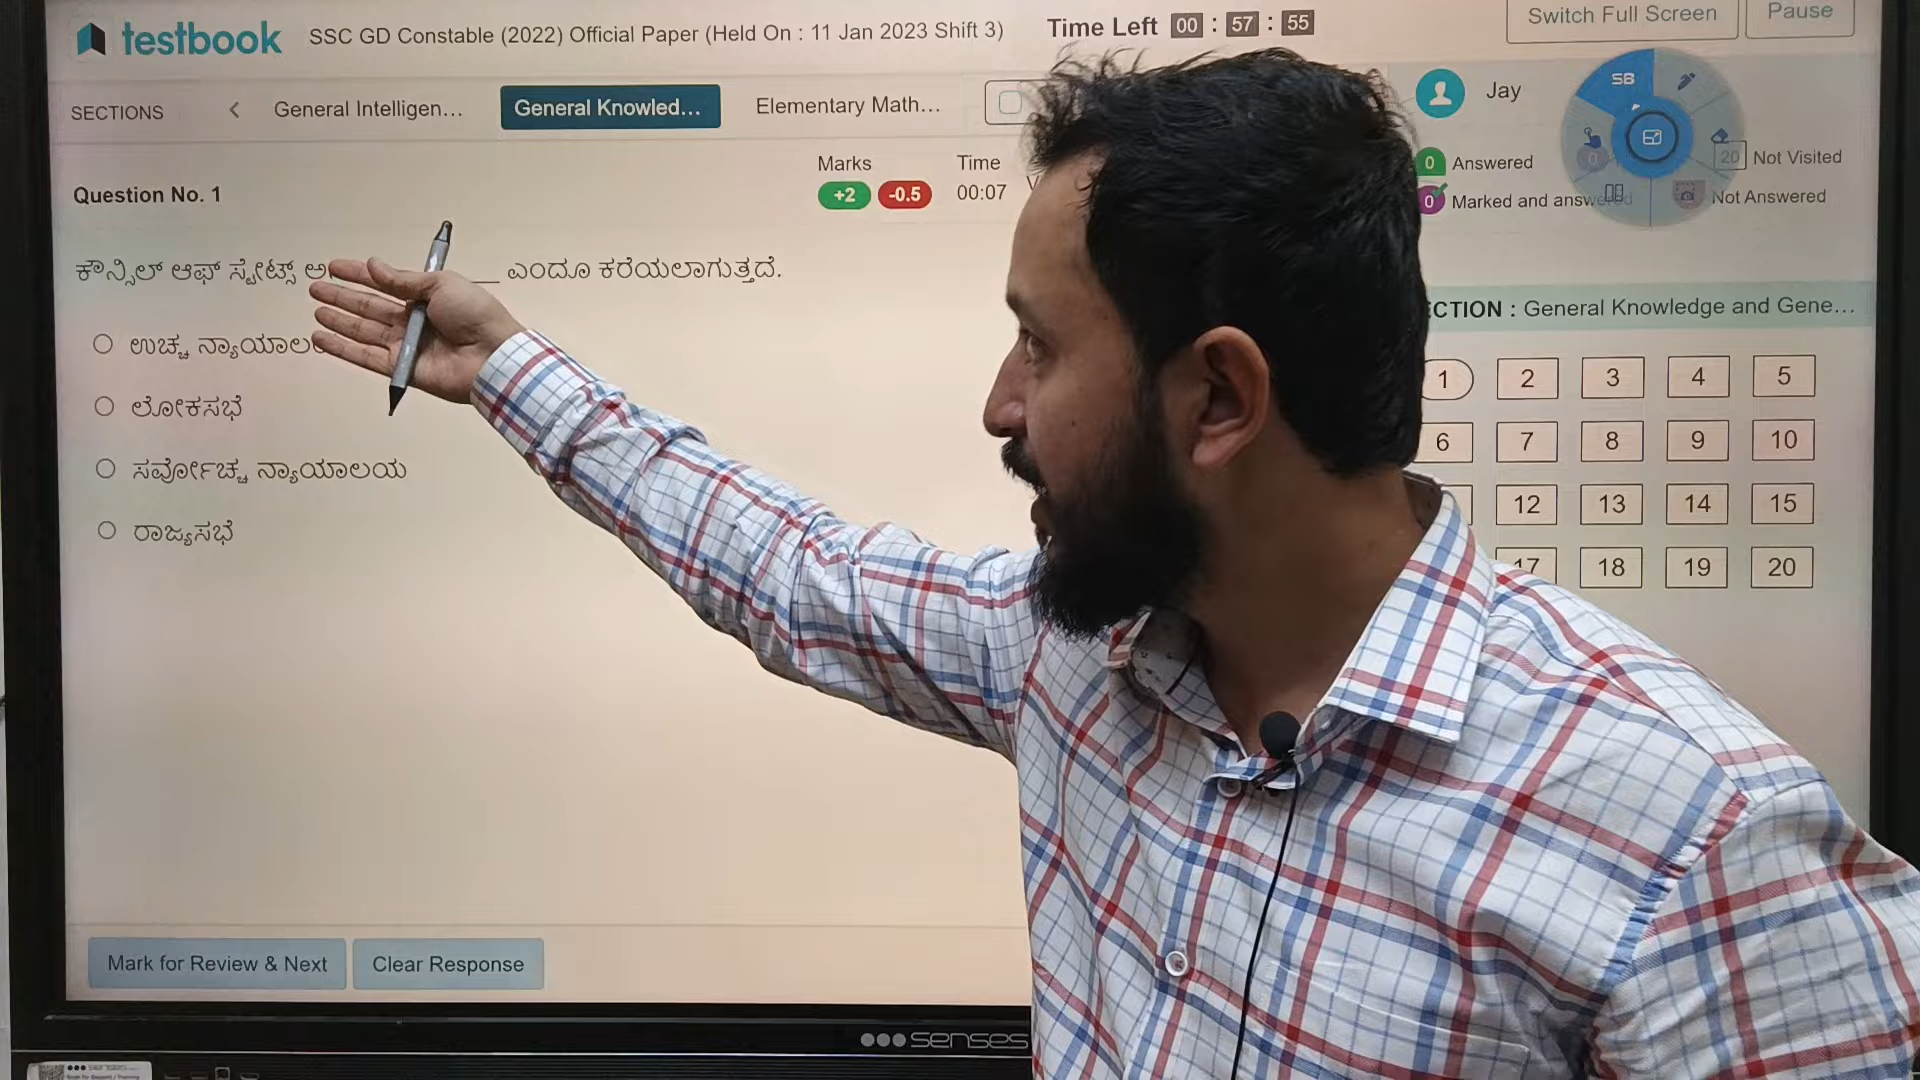 testbook SSC GD Constable (2022) Official Paper (Held On : 11 Jan 2023 Shift 3) Time Left 00 : 57 : 55 Switch Full Screen Pause
SECTIONS General Intelligen... General Knowled... Elementary Math... Jay SB
Marks Time
Question No. 1 +2 -0.5 00:07
0 Answered 20 Not Visited
0 Marked and answered Not Answered
ಕೌನ್ಸಿಲ್ ಆಫ್ ಸ್ಟೇಟ್ಸ್ ಎಂದೂ ಕರೆಯಲಾಗುತ್ತದೆ.
ಉಚ್ಚ
ಲೋಕಸಭೆ
ಸರ್ವೋಚ್ಚ ನ್ಯಾಯಾಲಯ
ರಾಜ್ಯಸಭೆ
: General Knowledge and Gene...
1 2 3 4 5
6 7 8 9 10
12 13 14 15
17 18 19 20
Mark for Review & Next Clear Response
senses